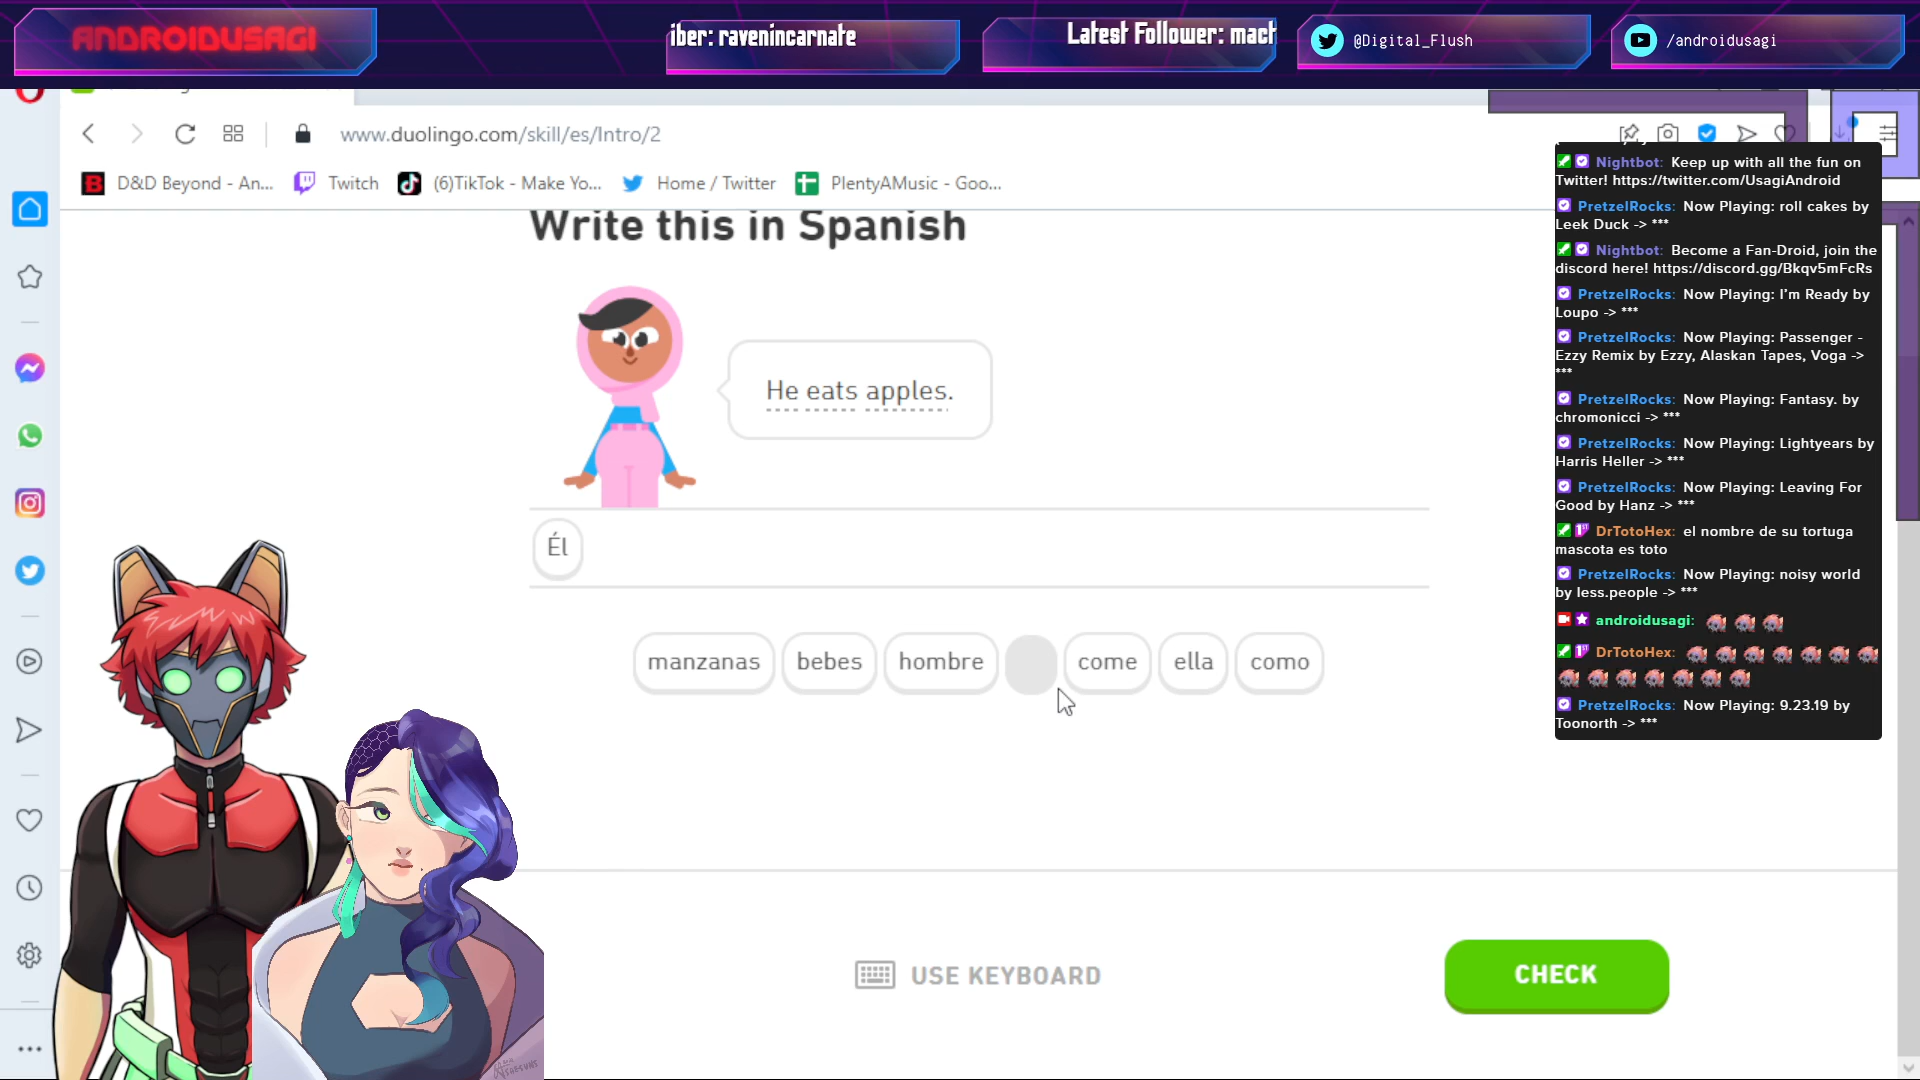 ANDROIDUSAGI
iber: ravenincarnate
Latest Follower: mact
@Digital_Flush
/androidusagi
www.duolingo.com/skill/es/Intro/2
D&D Beyond - An...
Twitch
(6)TikTok - Make Yo...
Home / Twitter
PlentyAMusic - Goo...
Write this in Spanish
He eats apples.
Él
manzanas
bebes
hombre
come
ella
como
USE KEYBOARD
CHECK
Nightbot: Keep up with all the fun on
Twitter! https://twitter.com/UsagiAndroid
PretzelRocks: Now Playing: roll cakes by
Leek Duck -> ***
Nightbot: Become a Fan-Droid, join the
discord here! https://discord.gg/Bkqv5mFcRs
PretzelRocks: Now Playing: I'm Ready by
Loupo -> ***
PretzelRocks: Now Playing: Passenger -
Ezzy Remix by Ezzy, Alaskan Tapes, Voga ->
***
PretzelRocks: Now Playing: Fantasy. by
chromonicci -> ***
PretzelRocks: Now Playing: Lightyears by
Harris Heller -> ***
PretzelRocks: Now Playing: Leaving For
Good by Hanz -> ***
DrTotoHex: el nombre de su tortuga
mascota es toto
PretzelRocks: Now Playing: noisy world
by less.people -> ***
androidusagi:
DrTotoHex:
PretzelRocks: Now Playing: 9.23.19 by
Toonorth -> ***